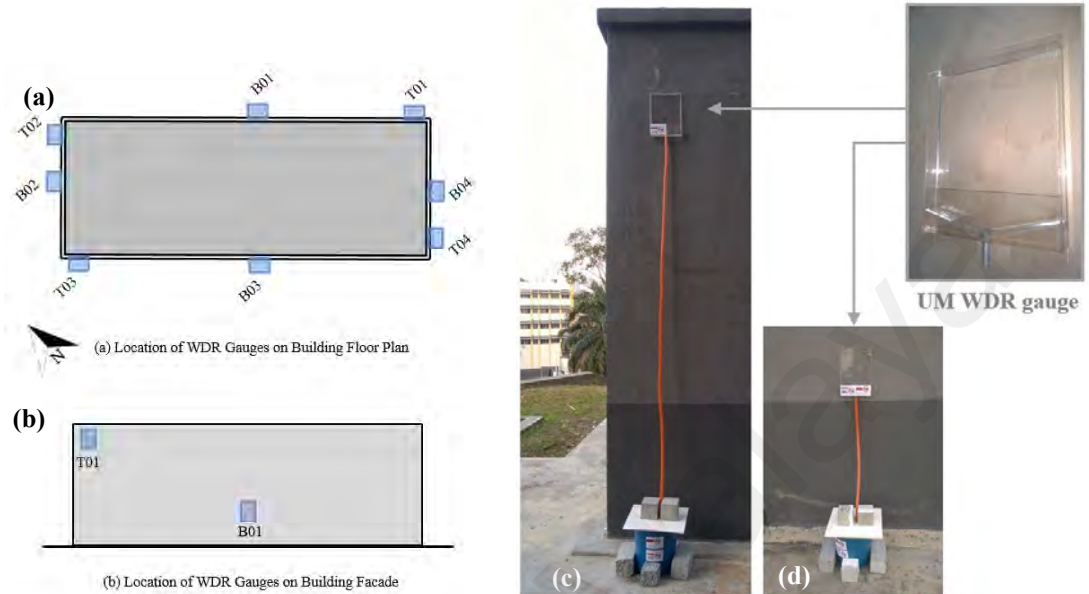 (a)
B01
T01
T02
B02
B04
T04
T03
B03
N
(a) Location of WDR Gauges on Building Floor Plan
(b)
T01
B01
(b) Location of WDR Gauges on Building Facade
UM WDR gauge
(c)
(d)